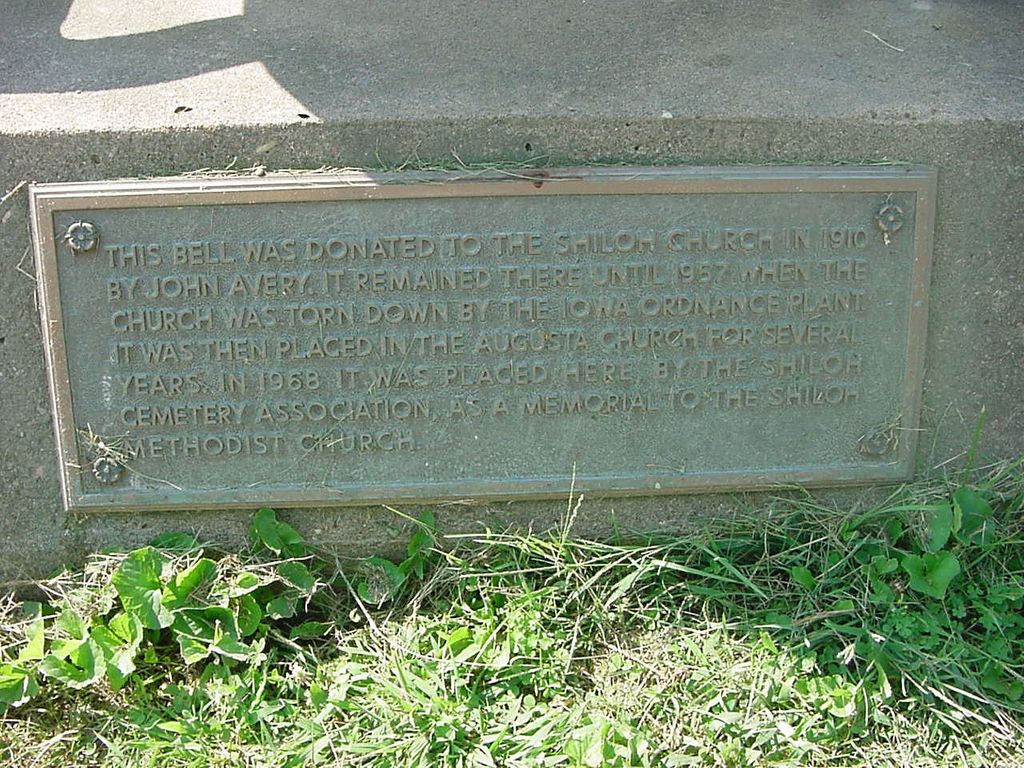 THIS BELL WAS DONATED TO THE SHILOH CHURCH IN 1910
BY JOHN AVERY. IT REMAINED THERE UNTIL 1957 WHEN THE
CHURCH WAS TORN DOWN BY THE IOWA ORDNANCE PLANT.
IT WAS THEN PLACED IN THE AUGUSTA CHURCH FOR SEVERAL
YEARS. IN 1968 IT WAS PLACED HERE, BY THE SHILOH
CEMETERY ASSOCIATION, AS A MEMORIAL TO THE SHILOH
METHODIST CHURCH.